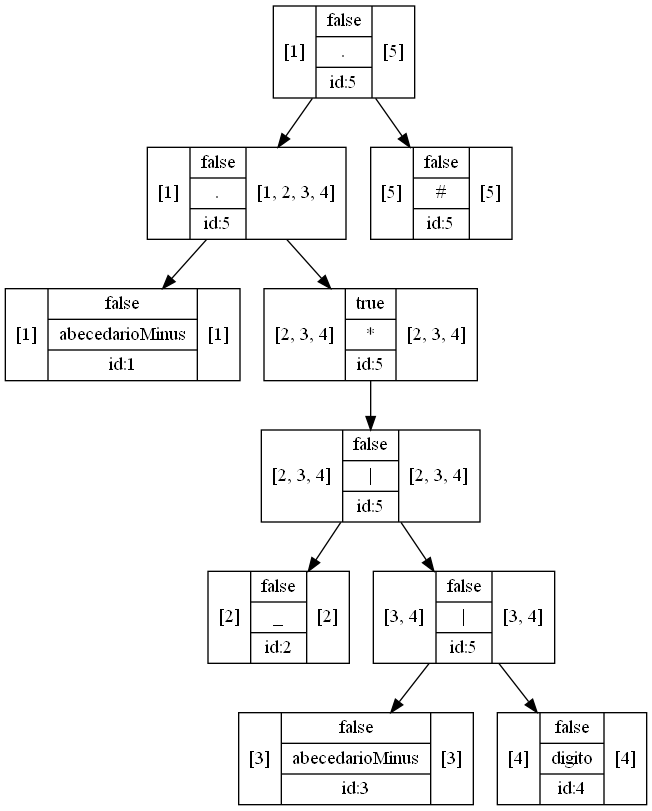 false
[1] . [5]
id:5
false
[1] . [1, 2, 3, 4]
id:5
false
[5] # [5]
id:5
false
[1] abecedarioMinus [1]
id:1
true
[2, 3, 4] * [2, 3, 4]
id:5
false
[2, 3, 4] | [2, 3, 4]
id:5
false
[2] _ [2]
id:2
false
[3, 4] | [3, 4]
id:5
false
[3] abecedarioMinus [3]
id:3
false
[4] digito [4]
id:4